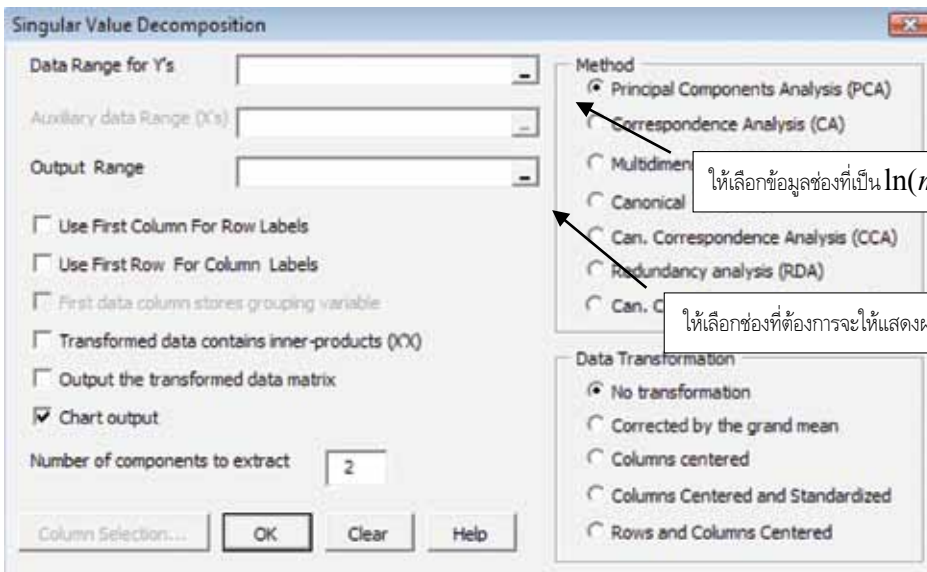 Singular Value Decomposition
Data Range for Y's
Auxiliary data Range (X's)
Output Range
Use First Column For Row Labels
Use First Row For Column Labels
First data column stores grouping variable
Transformed data contains inner-products (X'X)
Output the transformed data matrix
Chart output
Number of components to extract
2
Column Selection...
OK
Clear
Help
Method
Principal Components Analysis (PCA)
Correspondence Analysis (CA)
Canonical
Can. Correspondence Analysis (CCA)
Redundancy analysis (RDA)
Can.
ให้เลือกข้อมูลช่องที่เป็น ln(
ให้เลือกช่องที่ต้องการจะให้แสดง
Data Transformation
No transformation
Corrected by the grand mean
Columns centered
Columns Centered and Standardized
Rows and Columns Centered